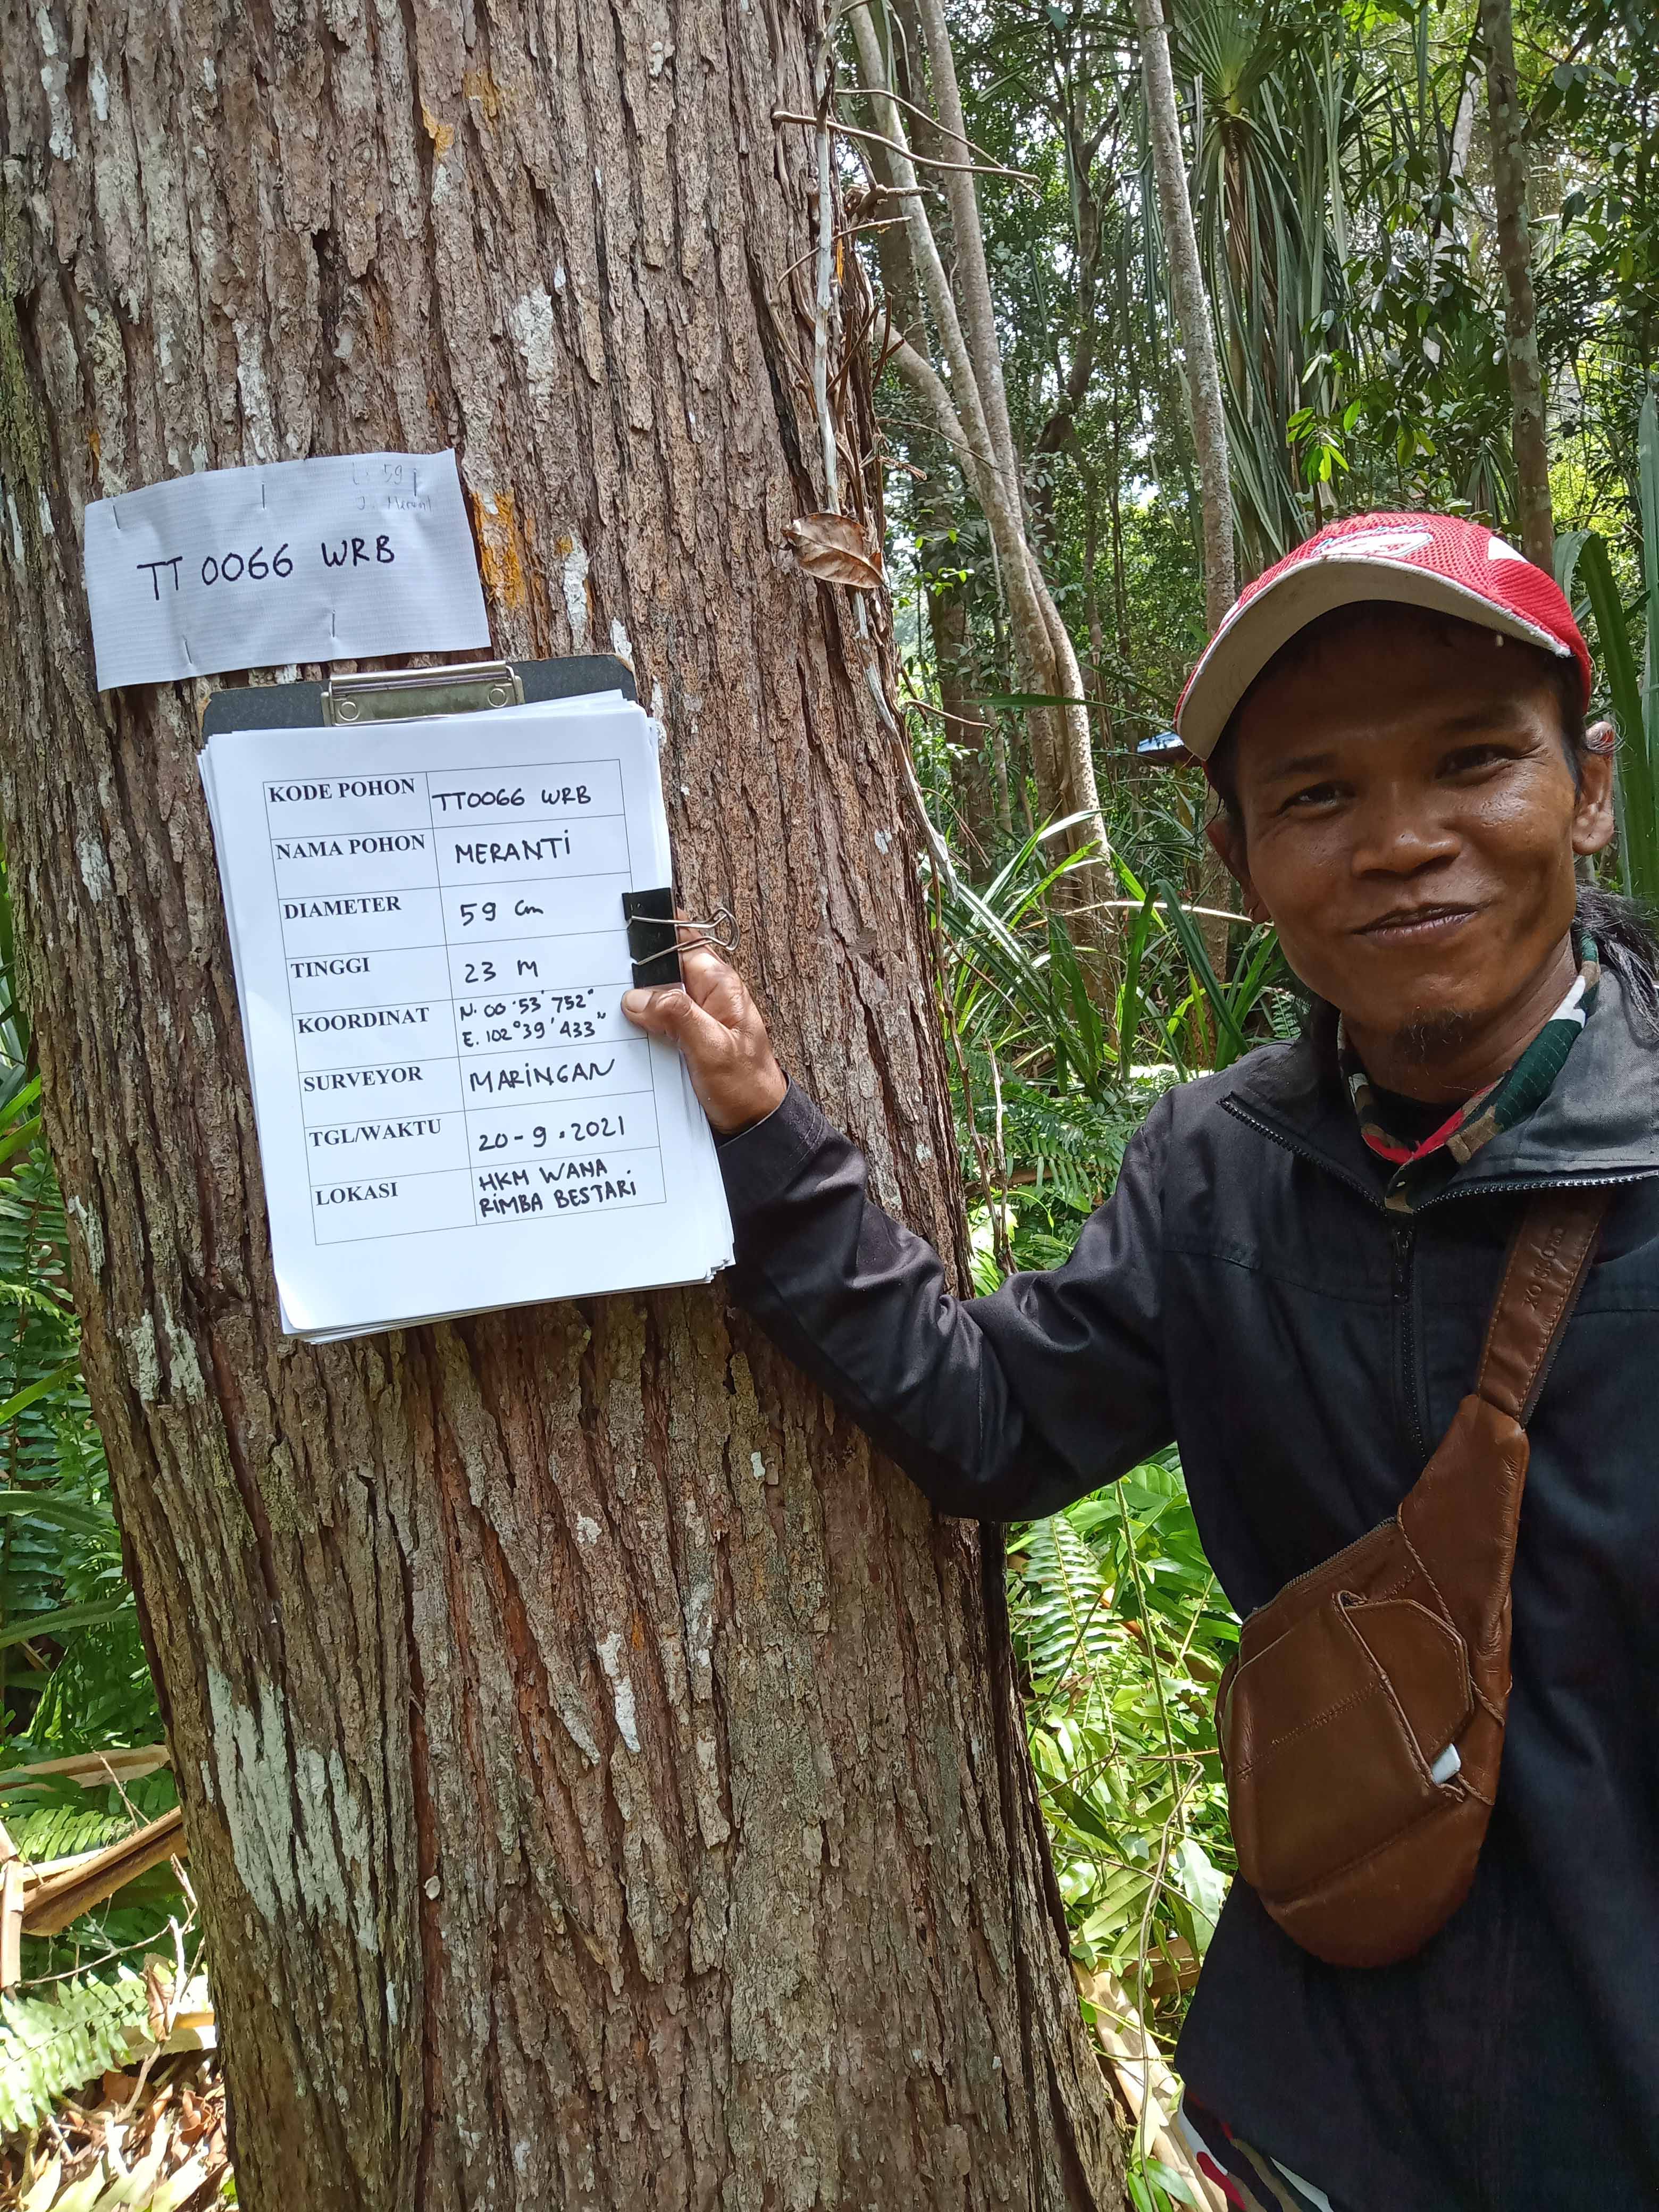 59
J. Meranti
TT 0066 WRB
KODE POHON TT0066 WRB
NAMA POHON MERANTI
DIAMETER 59 cm
TINGGI 23 M
KOORDINAT N. 00°53'752"
E. 102°39'433"
SURVEYOR MARINGAN
TGL/WAKTU 20-9.2021
LOKASI HKM WANA
RIMBA BESTARI